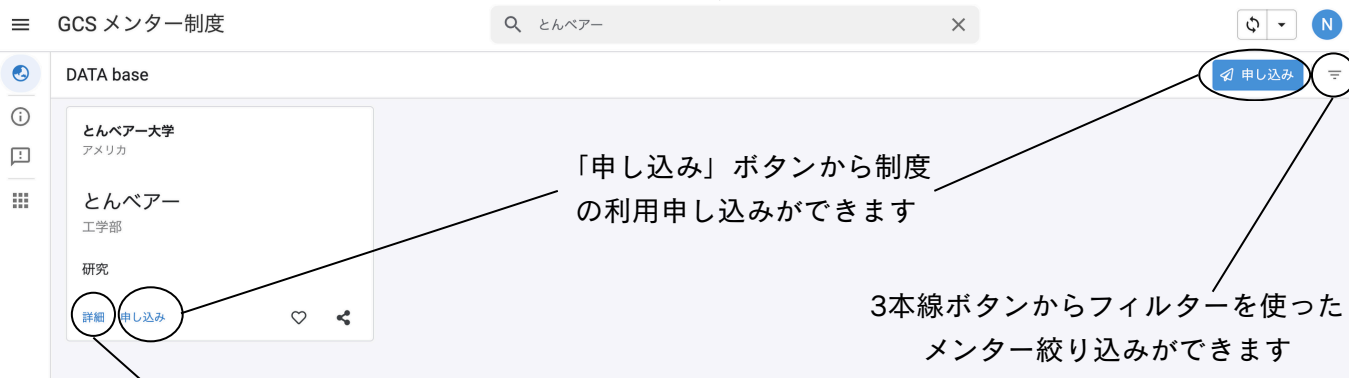 GCS メンター制度
とんべアー
N
DATA base
申し込み
とんべアー大学
アメリカ
とんべアー
工学部
研究
詳細 申し込み
「申し込み」ボタンから制度
の利用申し込みができます
3本線ボタンからフィルターを使った
メンター絞り込みができます